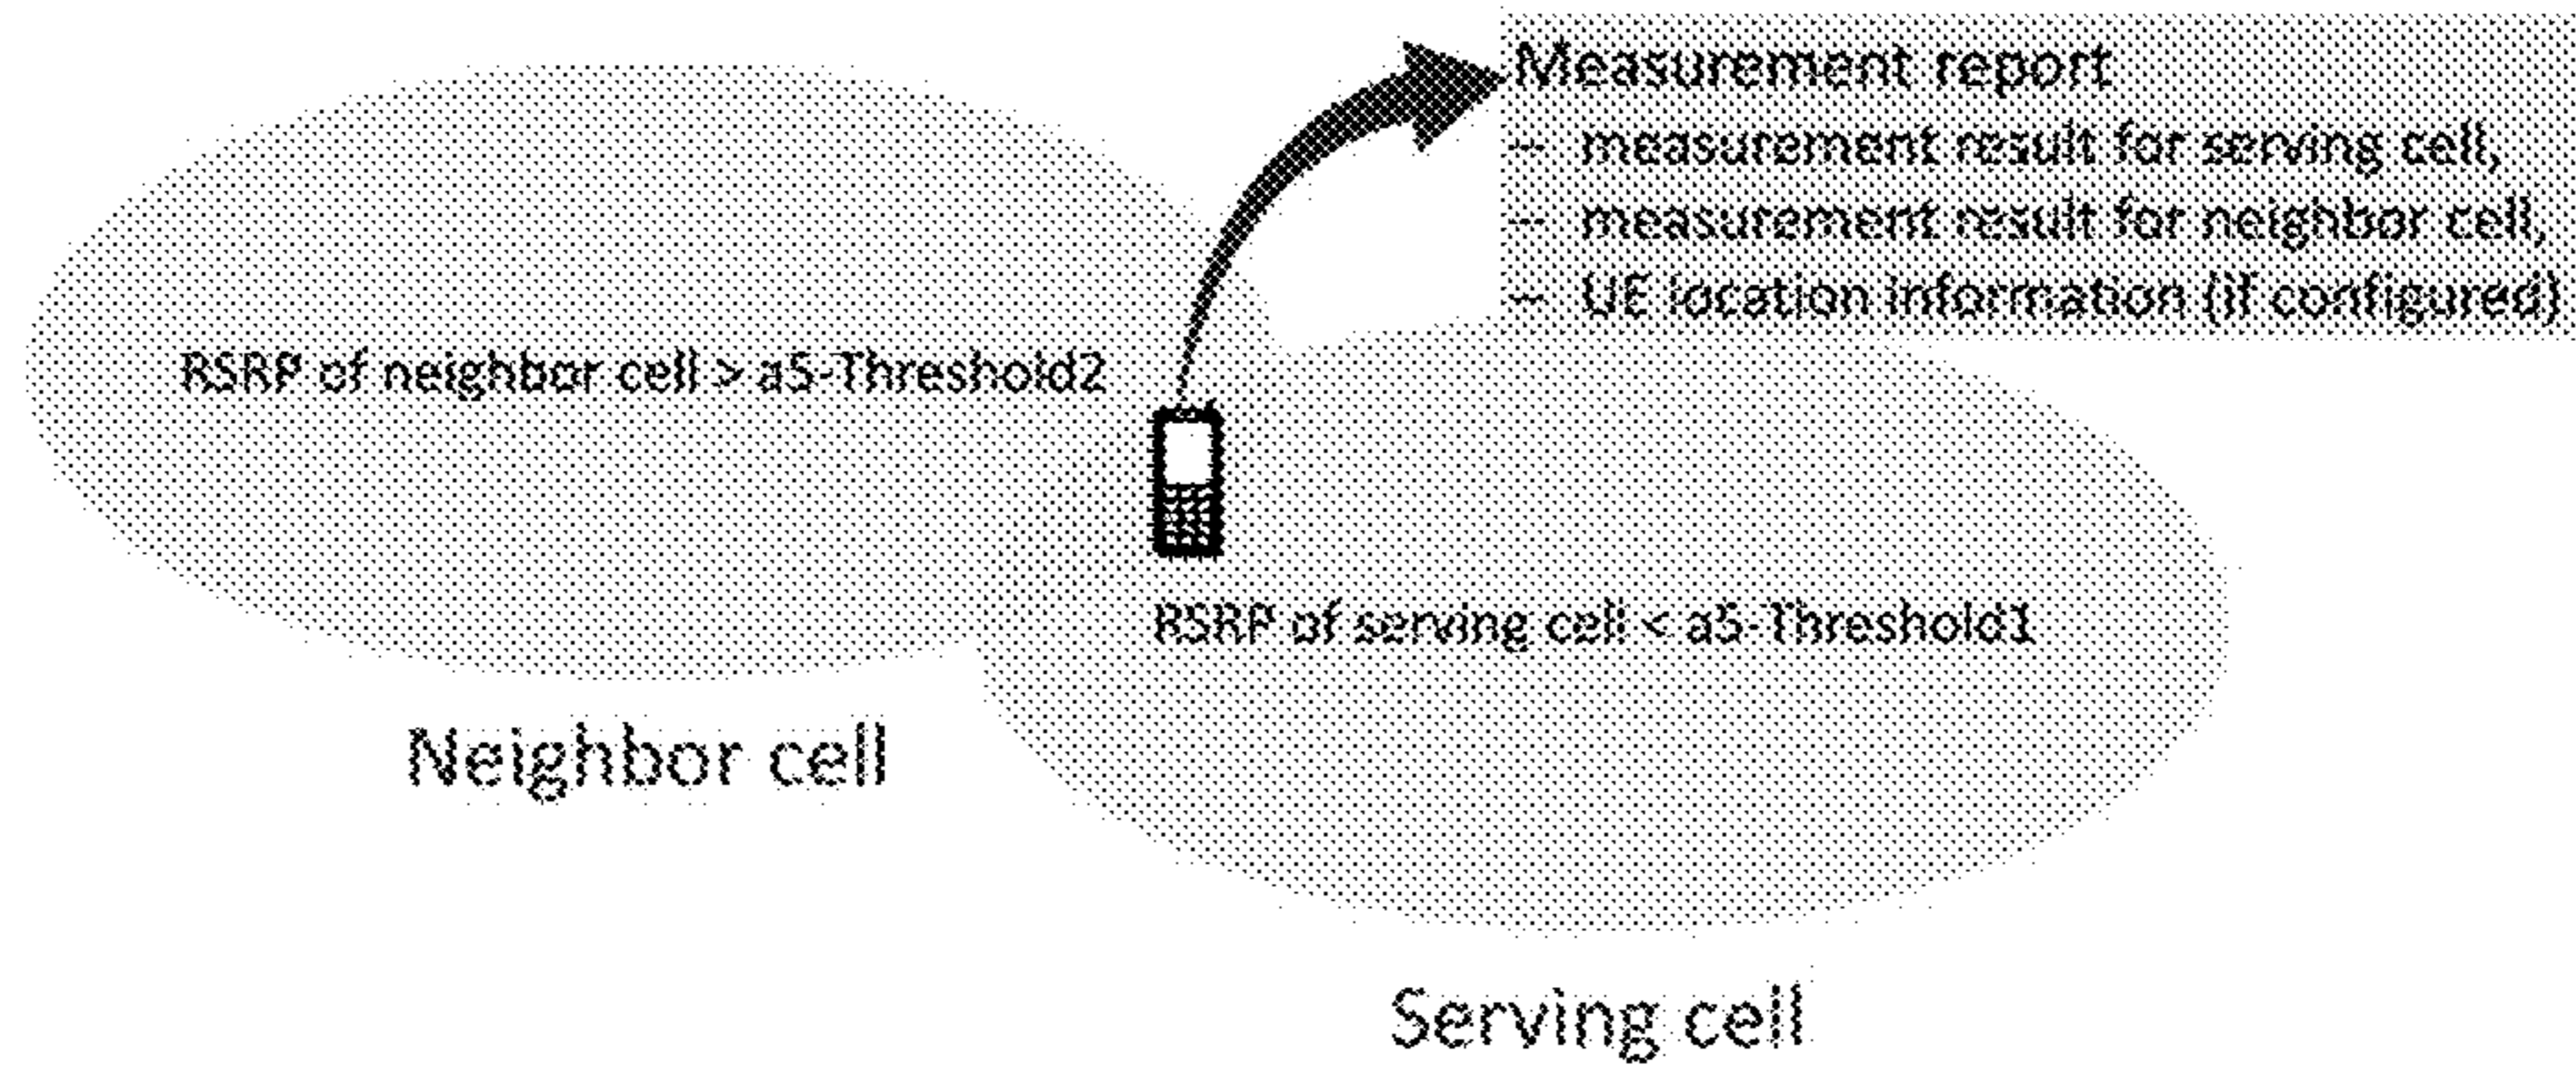 Measurement report
– measurement result for serving cell,
– measurement result for neighbor cell,
– UE location information (if configured)
RSRP of neighbor cell > a5-Threshold2
RSRP of serving cell < a5-Threshold1
Neighbor cell
Serving cell